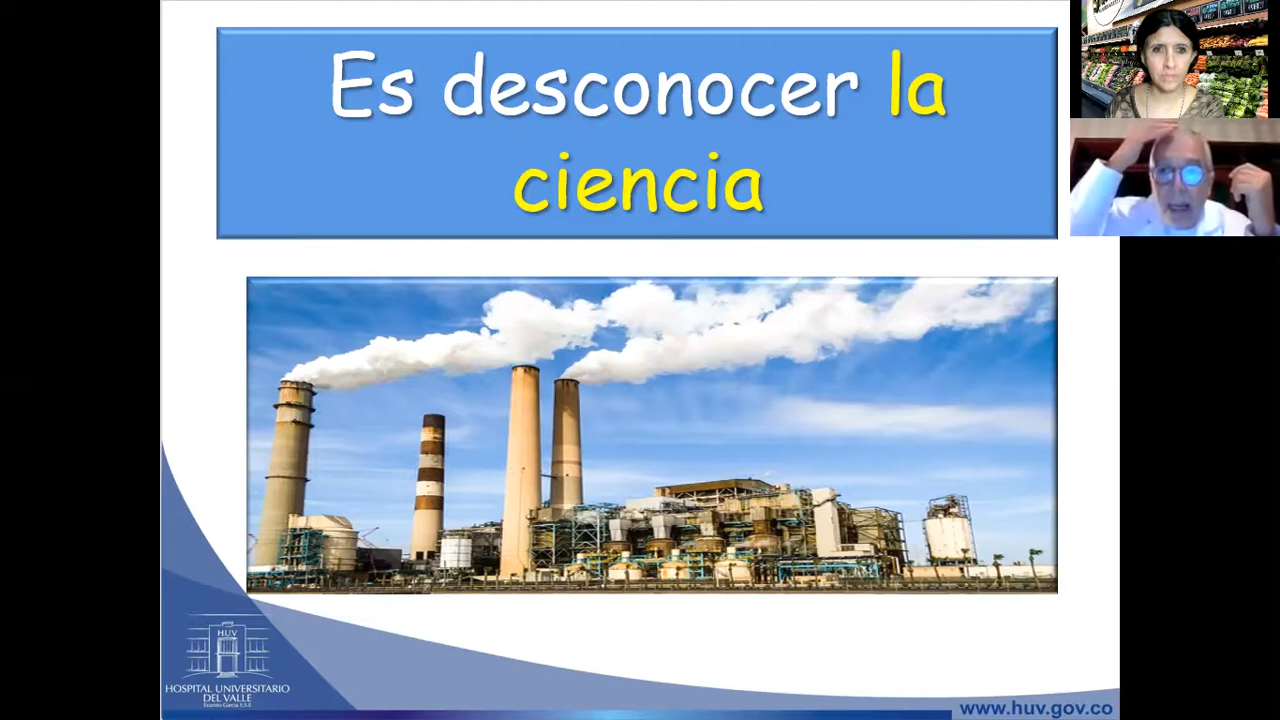 Es desconocer la
ciencia
HUV
HOSPITAL UNIVERSITARIO
DEL VALLE
Evaristo García E.S.E
www.huv.gov.co